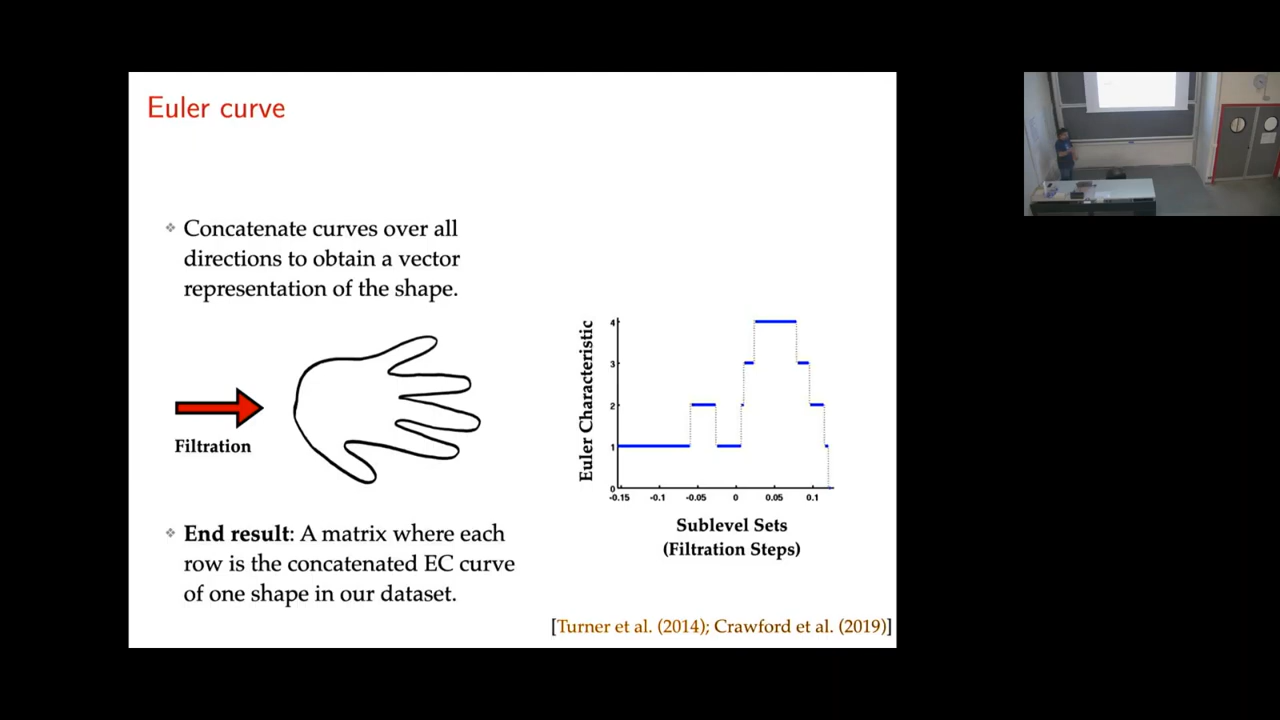 Euler curve
❖ Concatenate curves over all
directions to obtain a vector
representation of the shape.
Filtration
❖ End result: A matrix where each
row is the concatenated EC curve
of one shape in our dataset.
Euler Characteristic
4
3
2
1
0
-0.15 -0.1 -0.05 0 0.05 0.1
Sublevel Sets
(Filtration Steps)
[Turner et al. (2014); Crawford et al. (2019)]